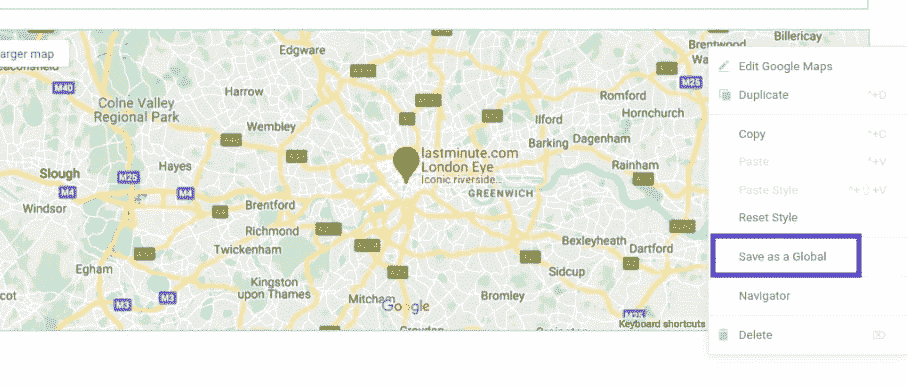 arger map
Edgware
Brentwood
Billericay
M40
M25
Harrow
Romford
Colne Valley
Regional Park
Hornchurch
Wembley
Ilford
Barking
Dagenham
lastminute.com
London Eye
Iconic riverside...
Hayes
Rainham
Slough
M25
M4
M4
GREENWICH
Windsor
Brentford
Richmond
Twickenham
Bexleyheath
Dartford
Egham
Sidcup
Kingston
upon Thames
M3
M3
Mitcham
Google
Bromley
Croydon
Keyboard shortcuts
Edit Google Maps
Duplicate
^+D
Copy
^+C
Paste
^+V
Paste Style
^+⇧+V
Reset Style
Save as a Global
Navigator
Delete